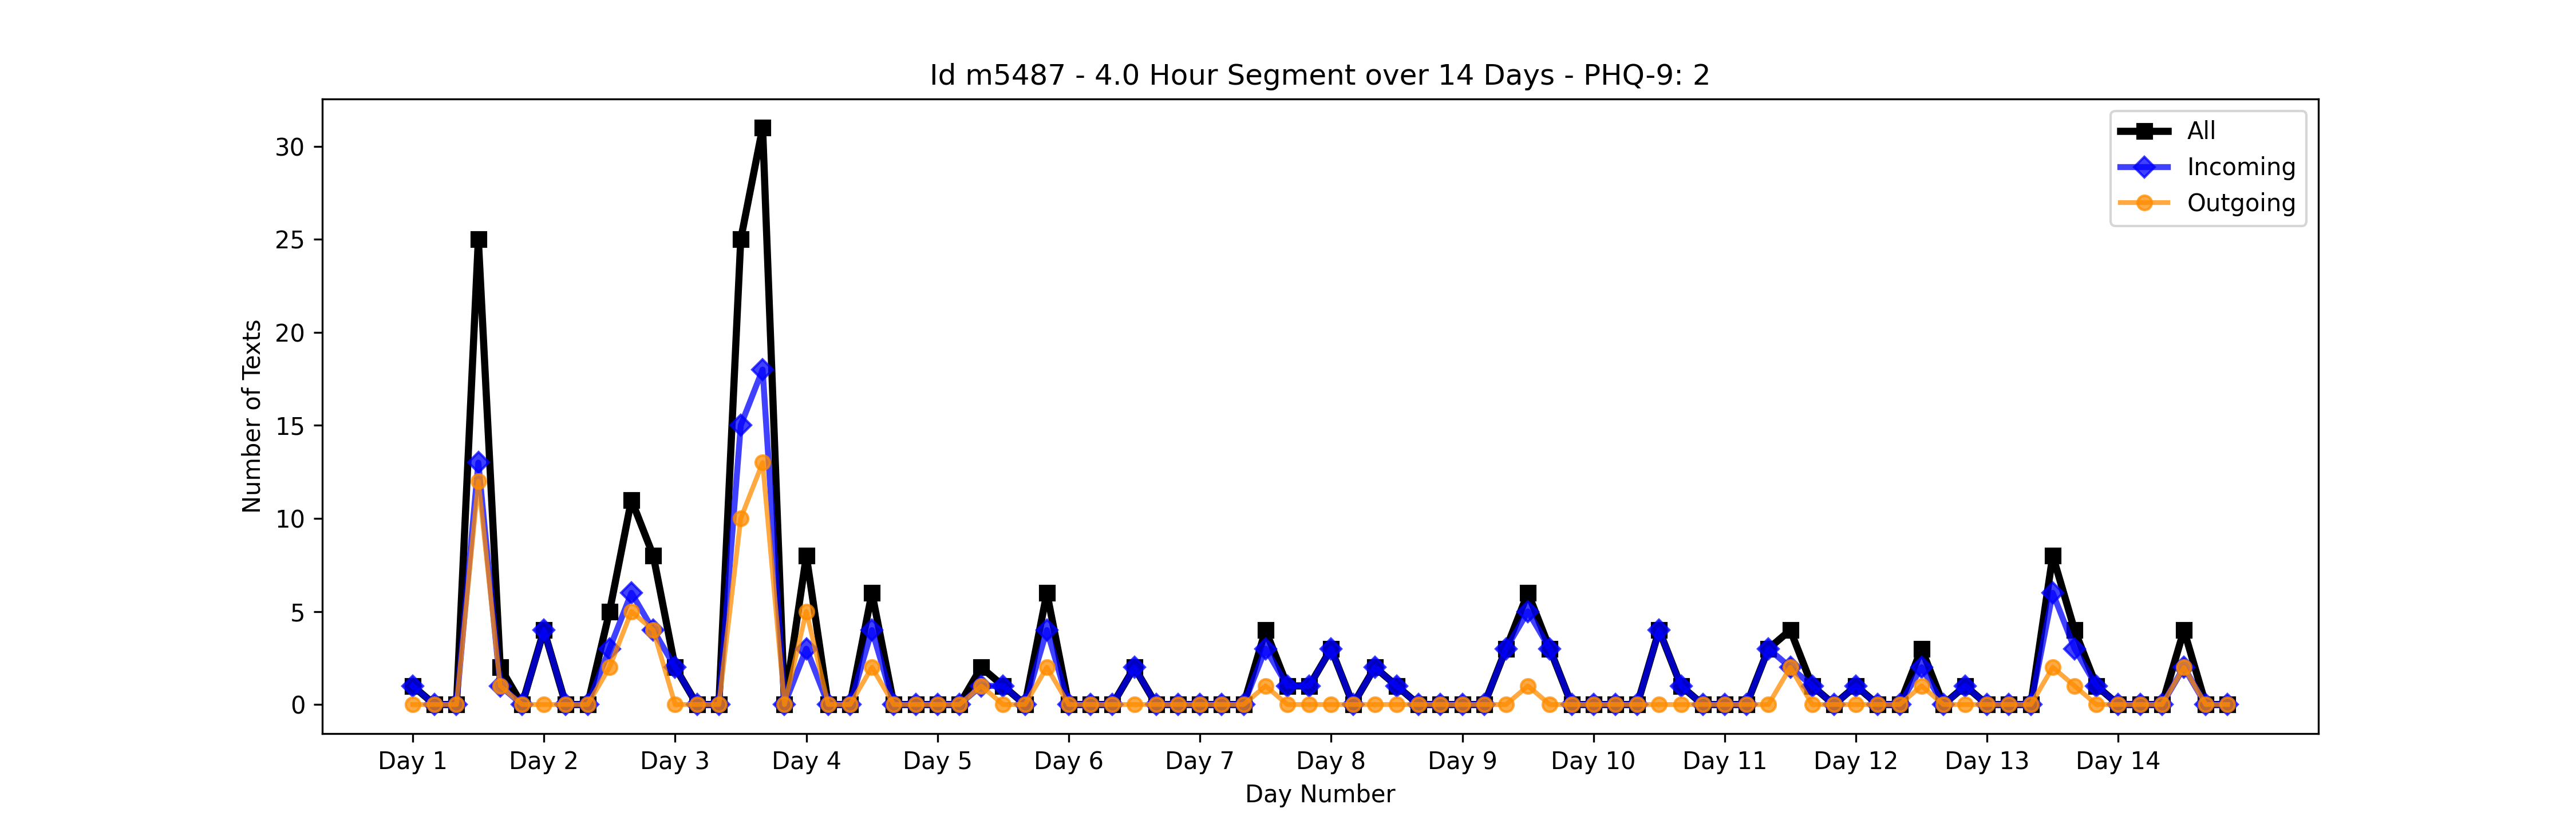 Id m5487 - 4.0 Hour Segment over 14 Days - PHQ-9: 2
All
Incoming
Outgoing
30
25
20
15
10
5
0
Number of Texts
Day 1 Day 2 Day 3 Day 4 Day 5 Day 6 Day 7 Day 8 Day 9 Day 10 Day 11 Day 12 Day 13 Day 14
Day Number